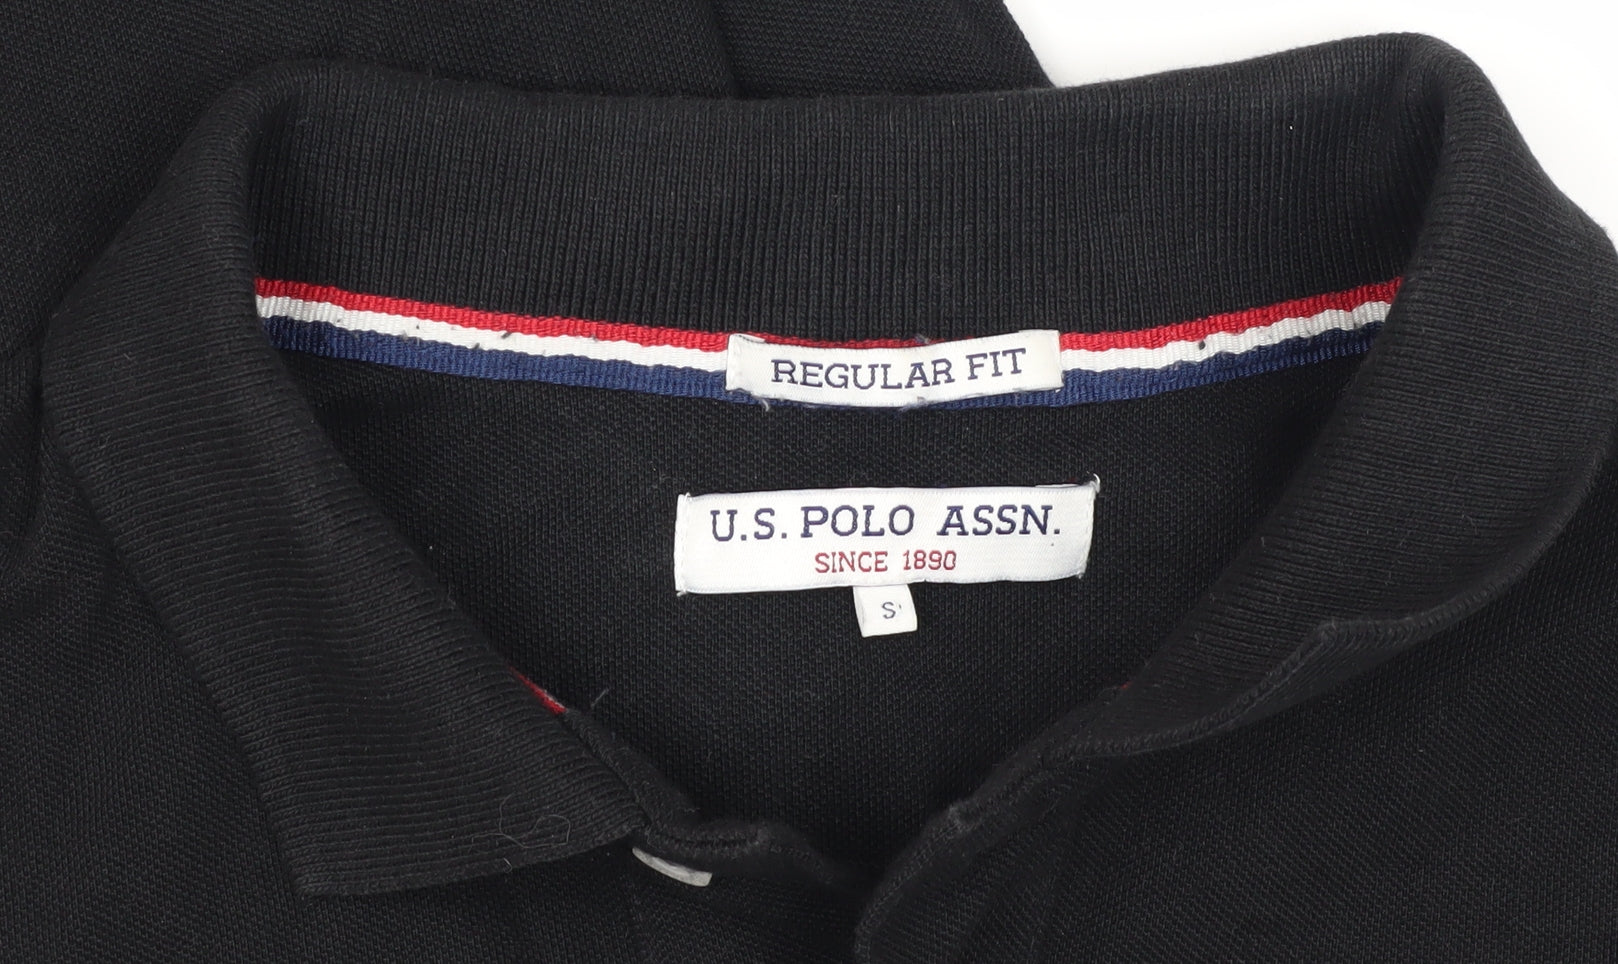 REGULAR FIT
U.S. POLO ASSN.
SINCE 1890
S